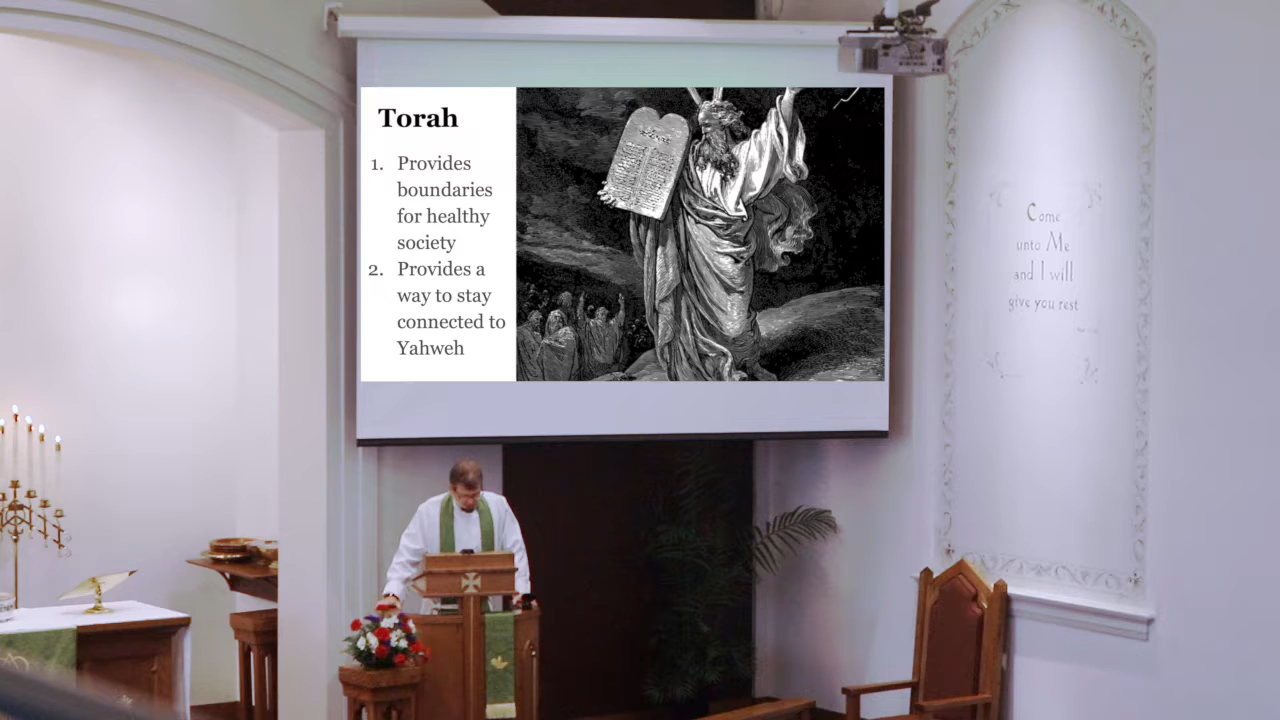 Torah
1. Provides
boundaries
for healthy
society
2. Provides a
way to stay
connected to
Yahweh
Come
unto Me
and I will
give you rest